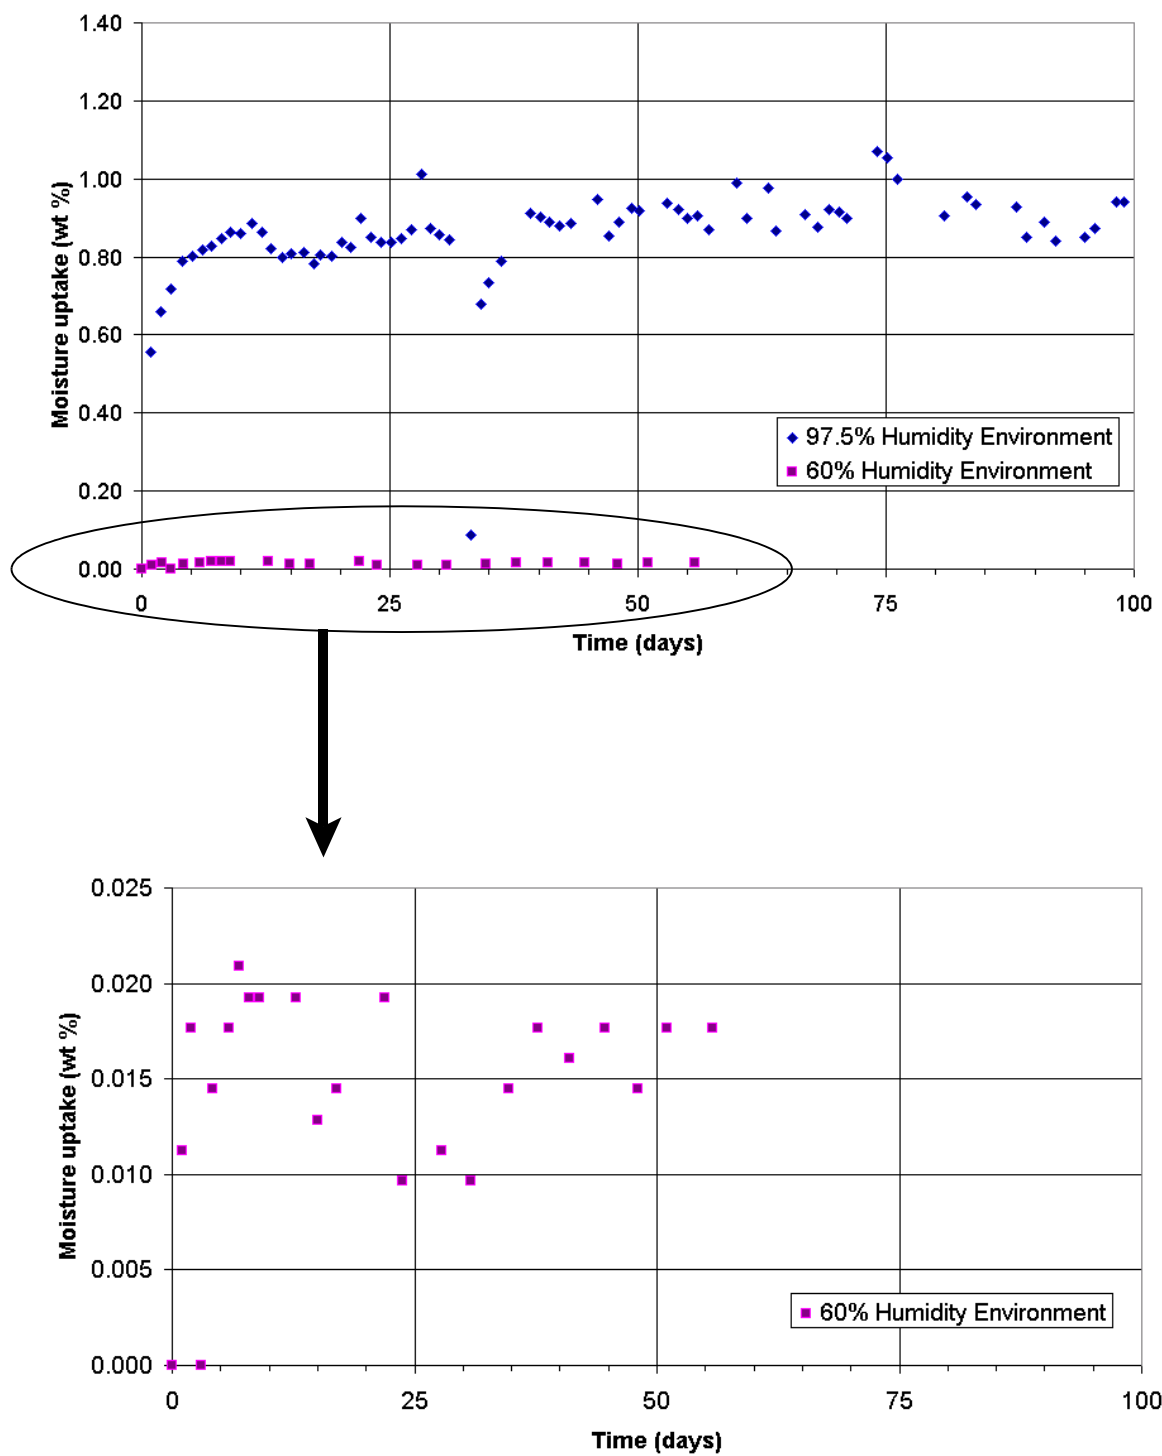 1.40
1.20
1.00
0.80
0.60
0.40
0.20
0.00
Moisture uptake (wt %)
97.5% Humidity Environment
60% Humidity Environment
0 25 50 75 100
Time (days)
0.025
0.020
0.015
0.010
0.005
0.000
Moisture uptake (wt %)
60% Humidity Environment
0 25 50 75 100
Time (days)